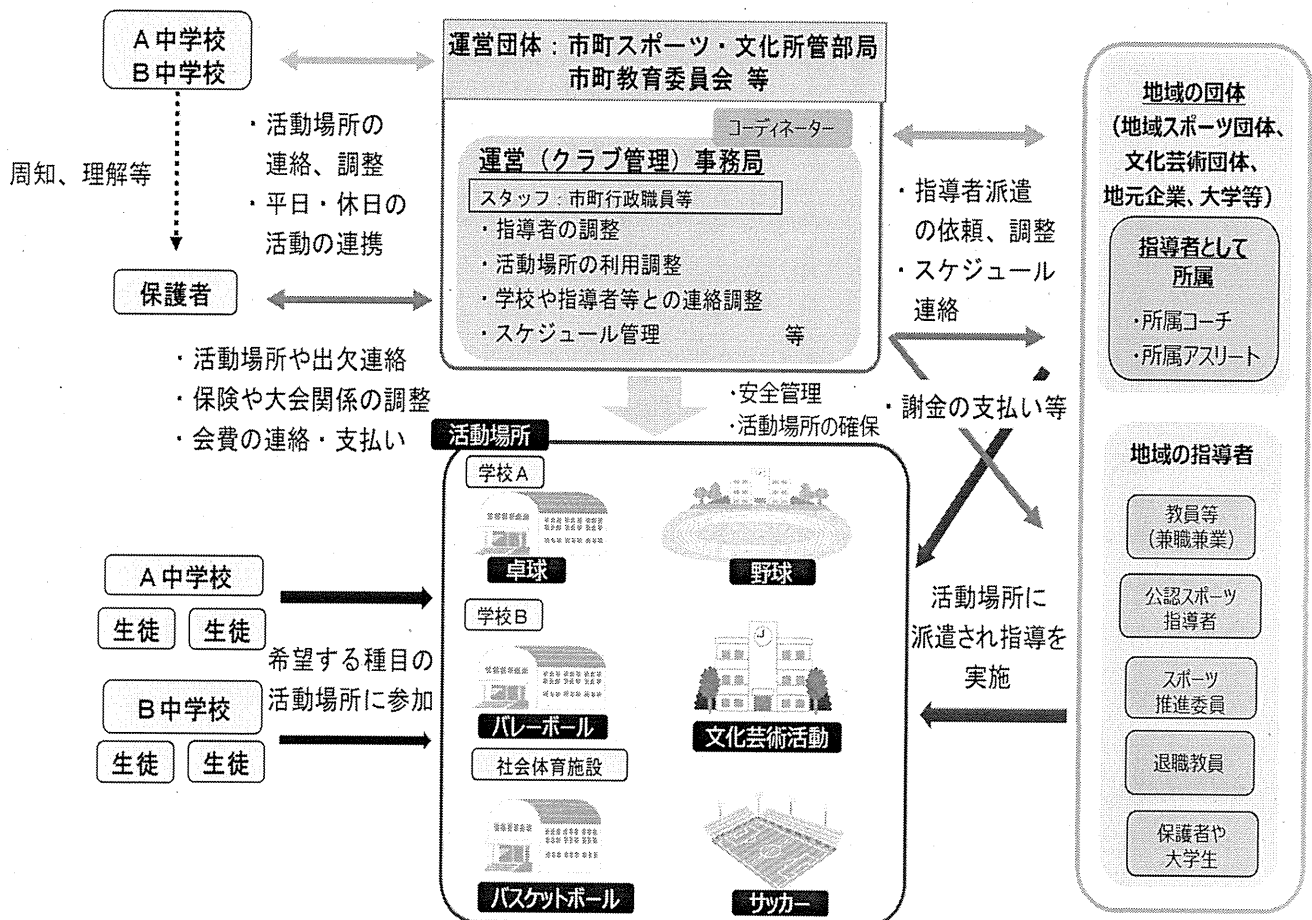 A中学校
B中学校
周知、理解等
・活動場所の
連絡、調整
・平日・休日の
活動の連携
保護者
・活動場所や出欠連絡
・保険や大会関係の調整
・会費の連絡・支払い
運営団体：市町スポーツ・文化所管部局
市町教育委員会 等
コーディネーター
運営（クラブ管理）事務局
スタッフ：市町行政職員等
・指導者の調整
・活動場所の利用調整
・学校や指導者等との連絡調整
・スケジュール管理 等
・指導者派遣
の依頼、調整
・スケジュール
連絡
・安全管理
・活動場所の確保
・謝金の支払い等
地域の団体
（地域スポーツ団体、
文化芸術団体、
地元企業、大学等）
指導者として
所属
・所属コーチ
・所属アスリート
地域の指導者
教員等
（兼職兼業）
公認スポーツ
指導者
スポーツ
推進委員
退職教員
保護者や
大学生
活動場所に
派遣され指導を
実施
活動場所
学校A
卓球
野球
学校B
バレーボール
文化芸術活動
社会体育施設
バスケットボール
サッカー
A中学校
生徒 生徒
希望する種目の
活動場所に参加
B中学校
生徒 生徒